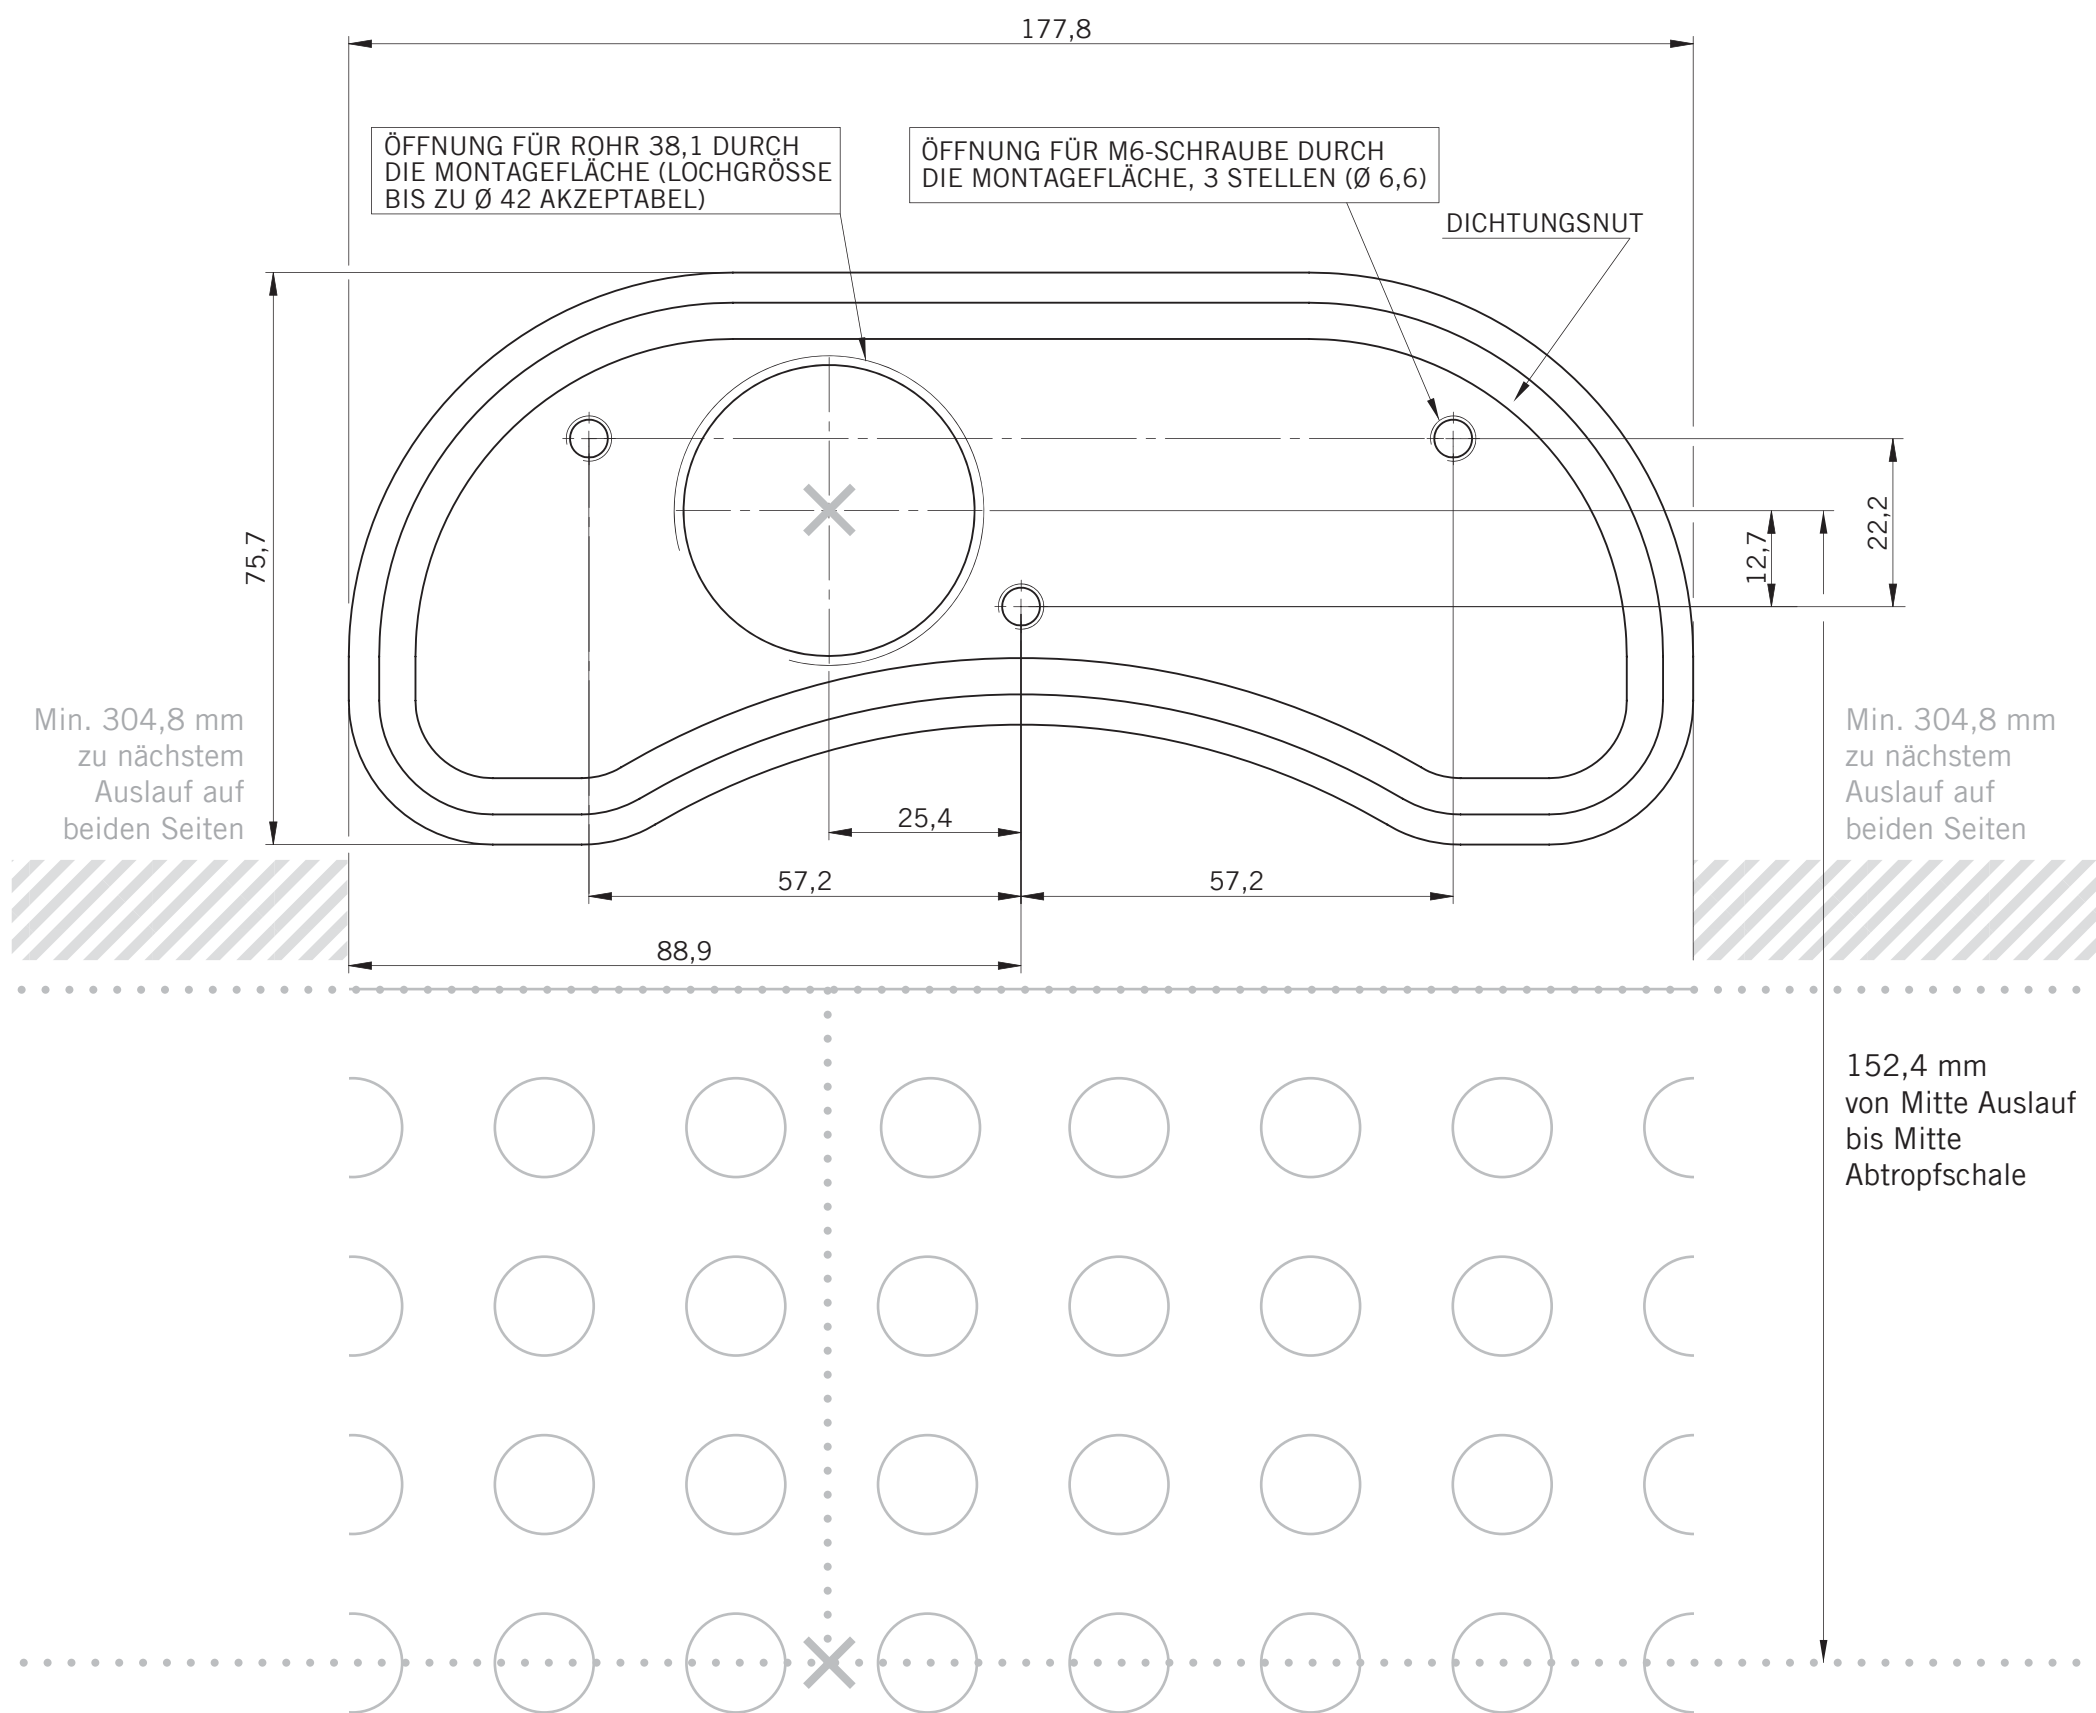 177,8
ÖFFNUNG FÜR ROHR 38,1 DURCH
DIE MONTAGEFLÄCHE (LOCHGRÖSSE
BIS ZU Ø 42 AKZEPTABEL)
ÖFFNUNG FÜR M6-SCHRAUBE DURCH
DIE MONTAGEFLÄCHE, 3 STELLEN (Ø 6,6)
DICHTUNGSNUT
75,7
12,7
22,2
Min. 304,8 mm
zu nächstem
Auslauf auf
beiden Seiten
Min. 304,8 mm
zu nächstem
Auslauf auf
beiden Seiten
25,4
57,2
57,2
88,9
152,4 mm
von Mitte Auslauf
bis Mitte
Abtropfschale